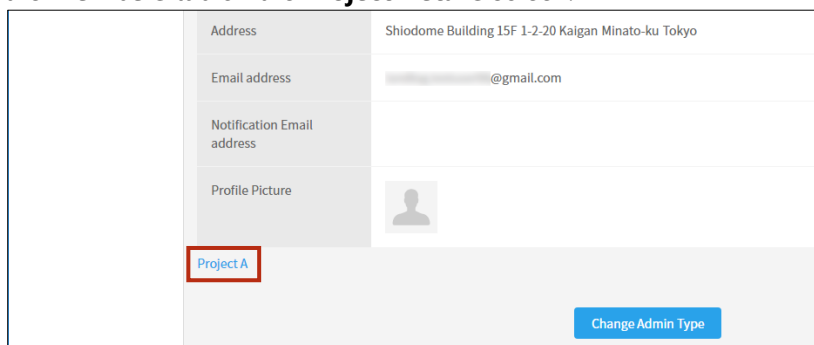 Address
Shiodome Building 15F 1-2-20 Kaigan Minato-ku Tokyo
Email address
@gmail.com
Notification Email
address
Profile Picture
Project A
Change Admin Type